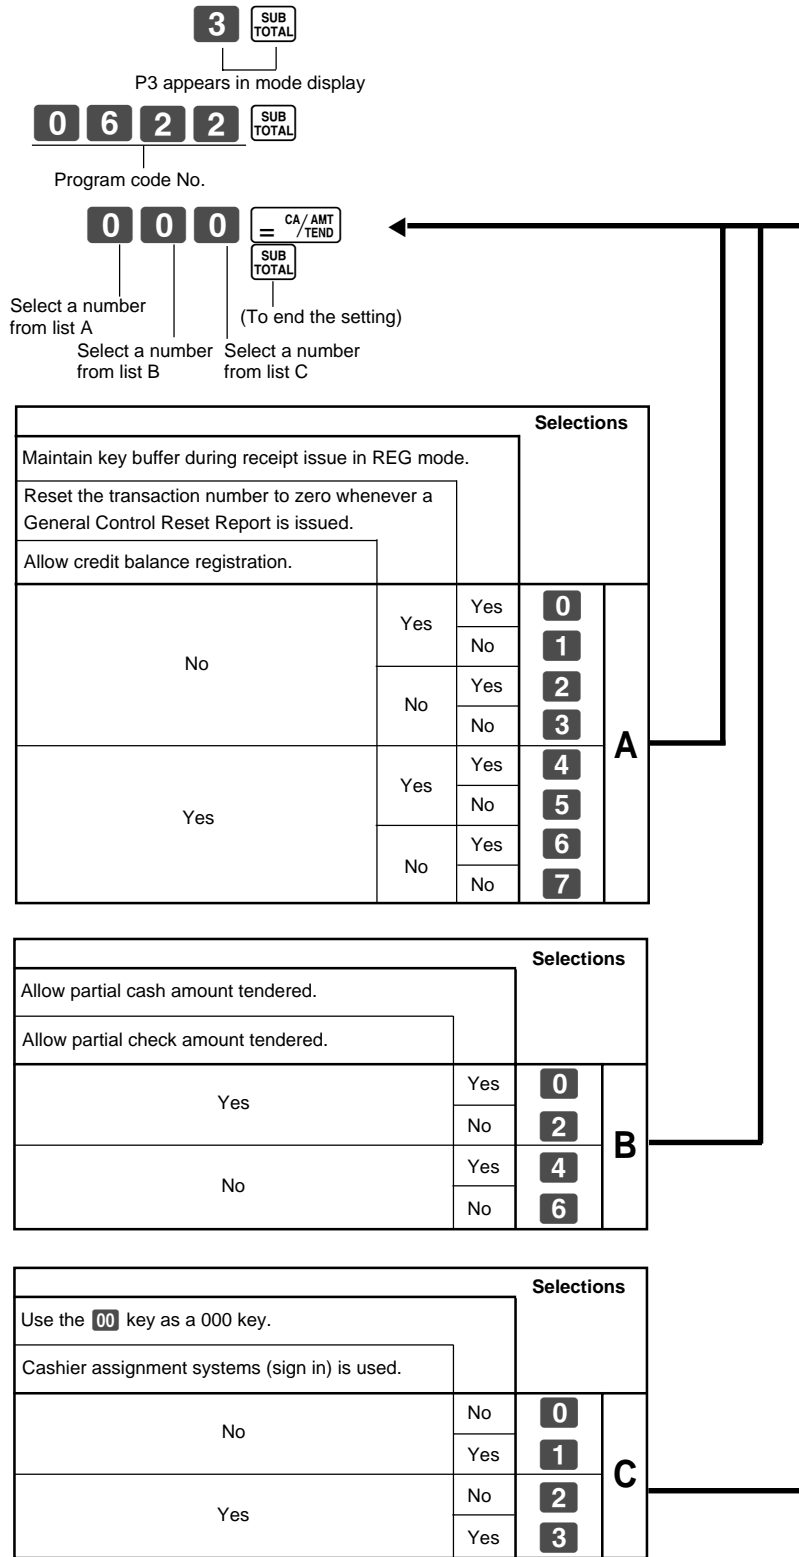 3 SUB TOTAL
P3 appears in mode display
0 6 2 2 SUB TOTAL
Program code No.
0 0 0 = CA/AMT TEND
SUB TOTAL
Select a number
from list A
(To end the setting)
Select a number
from list B
Select a number
from list C
Selections
Maintain key buffer during receipt issue in REG mode.
Reset the transaction number to zero whenever a
General Control Reset Report is issued.
Allow credit balance registration.
No Yes Yes 0
No 1
No Yes 2
No 3
A
Yes Yes Yes 4
No 5
No Yes 6
No 7
Selections
Allow partial cash amount tendered.
Allow partial check amount tendered.
Yes Yes 0
No 2
B
No Yes 4
No 6
Selections
Use the 00 key as a 000 key.
Cashier assignment systems (sign in) is used.
No No 0
Yes 1
C
Yes No 2
Yes 3